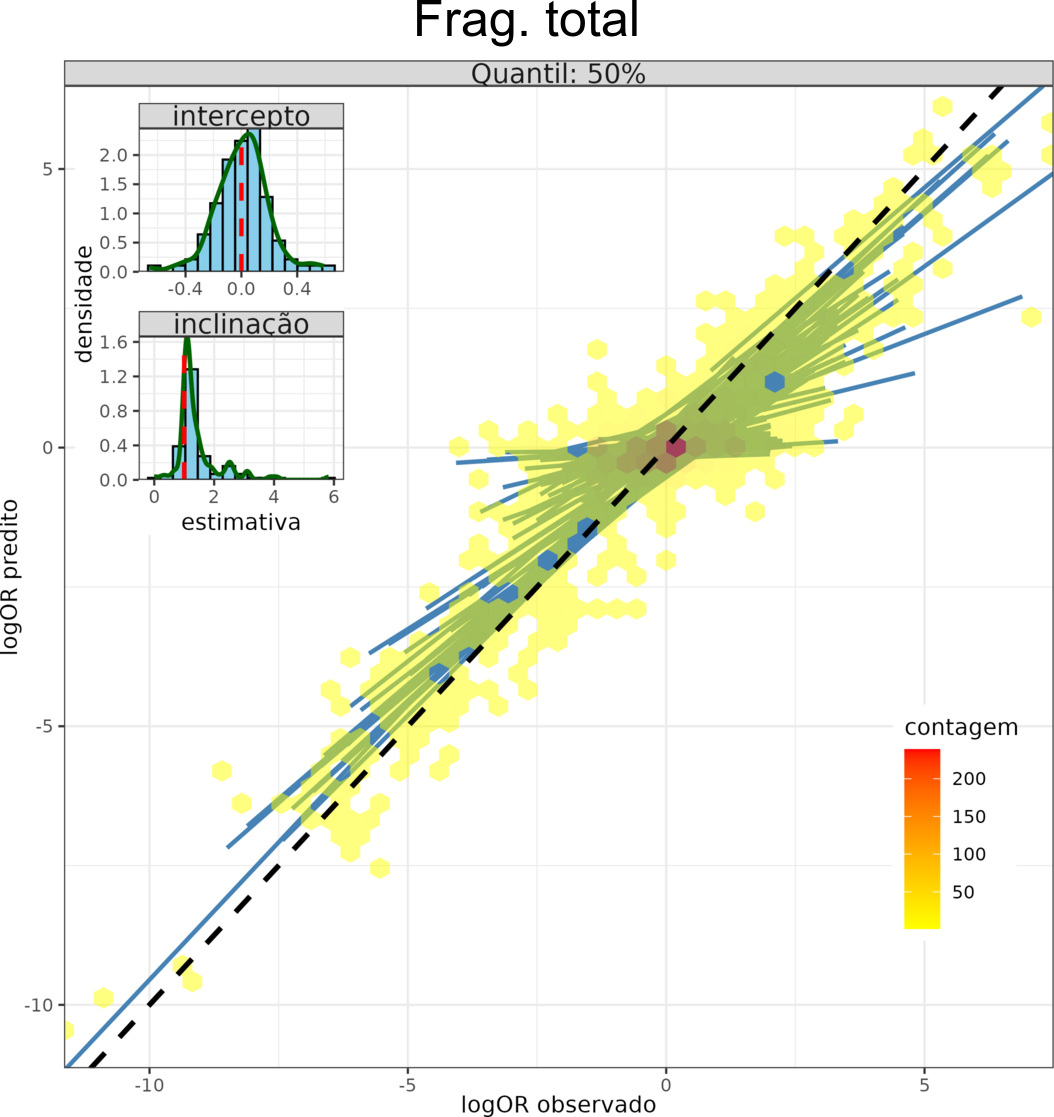 Frag. total
Quantil: 50%
intercepto
2.0
1.5
1.0
0.5
0.0
-0.4 0.0 0.4
densidade
inclinação
1.6
1.2
0.8
0.4
0.0
0 2 4 6
estimativa
logOR predito
5
0
-5
-10
contagem
200
150
100
50
-10 -5 0 5
logOR observado